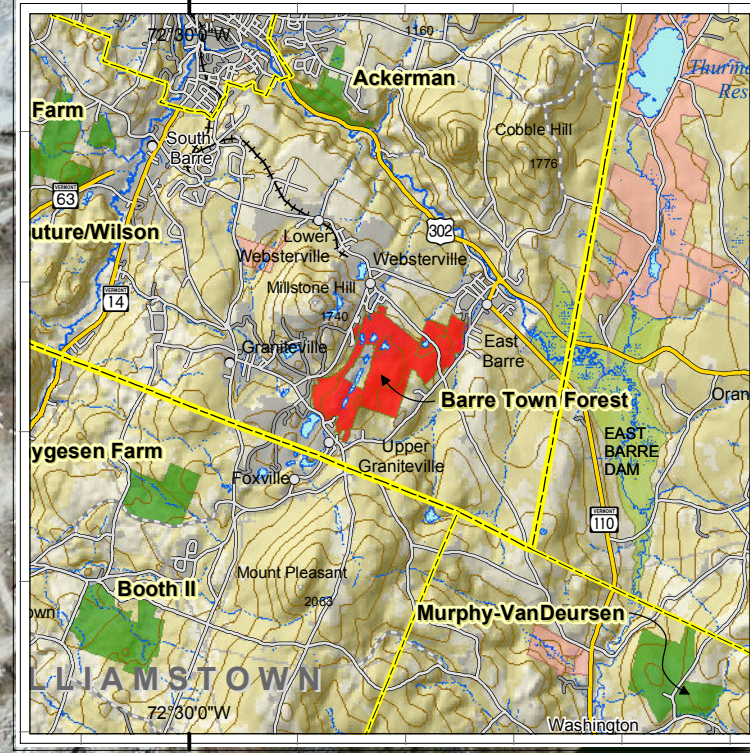 72°30'0"W
1160
Ackerman
Thurm
Res
Farm
Cobble Hill
South
Barre
1776
VERMONT
63
302
uture/Wilson
Lower
Websterville
Websterville
Millstone Hill
VERMONT
14
1740
Graniteville
East
Barre
Barre Town Forest
Oran
EAST
BARRE
DAM
Upper
Graniteville
ygesen Farm
Foxville
VERMONT
110
Mount Pleasant
Booth II
2063
own
Murphy-VanDeursen
LLIAMSTOWN
72°30'0"W
Washington